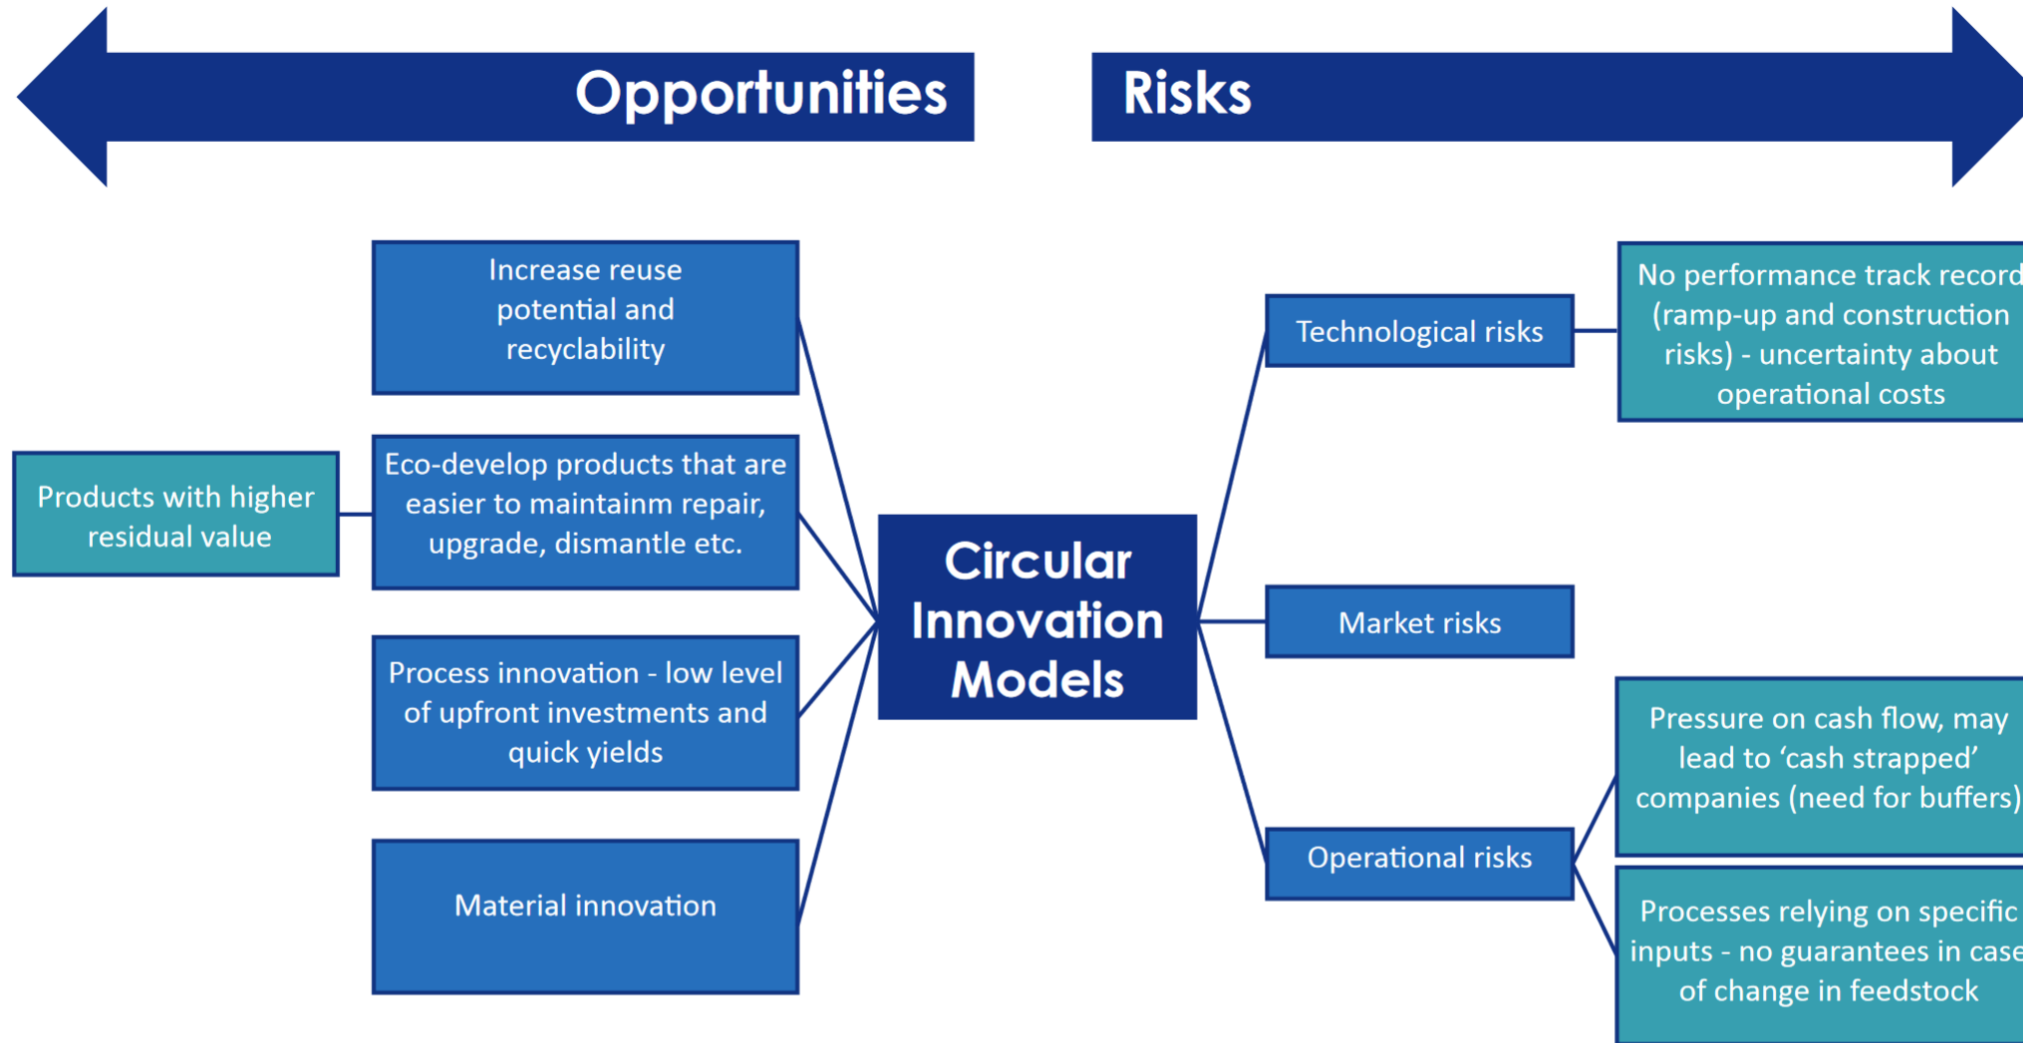 Opportunities
Risks
Increase reuse
potential and
recyclability
Products with higher
residual value
Eco-develop products that are
easier to maintainm repair,
upgrade, dismantle etc.
Process innovation - low level
of upfront investments and
quick yields
Material innovation
Circular
Innovation
Models
Technological risks
No performance track record
(ramp-up and construction
risks) - uncertainty about
operational costs
Market risks
Operational risks
Pressure on cash flow, may
lead to ‘cash strapped’
companies (need for buffers)
Processes relying on specific
inputs - no guarantees in case
of change in feedstock